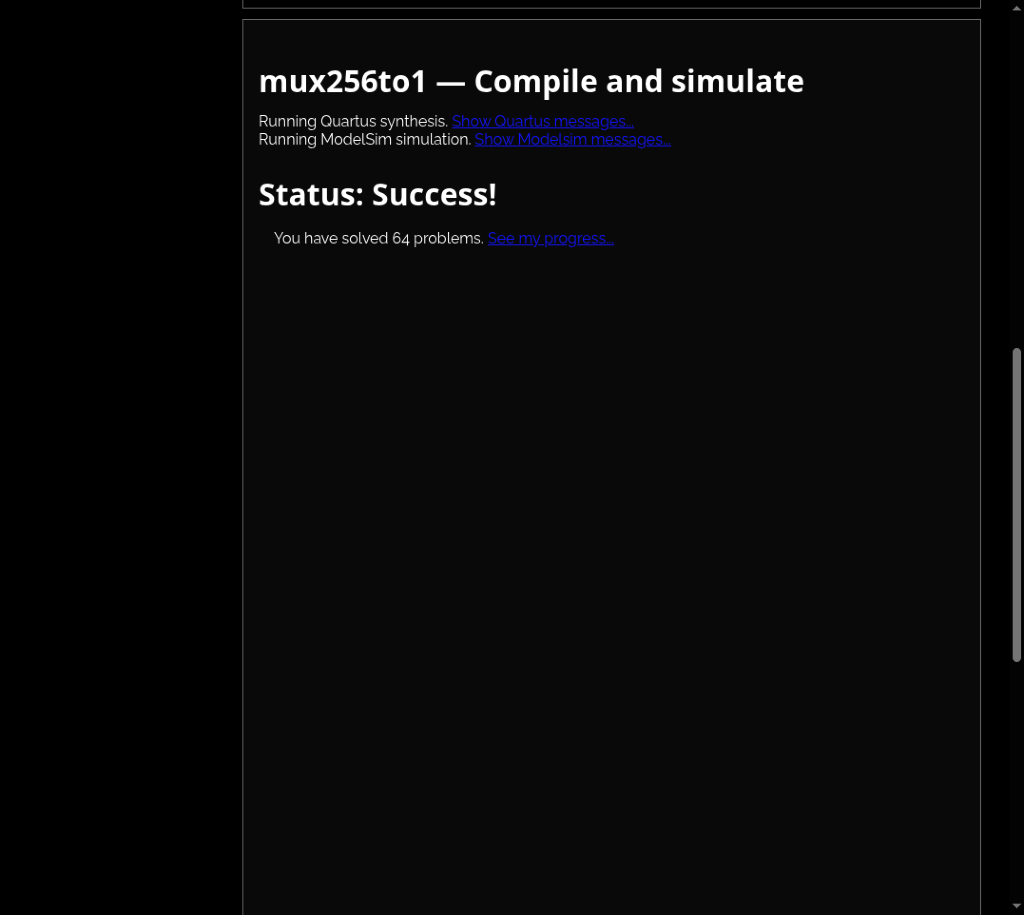 mux256to1 — Compile and simulate
Running Quartus synthesis. Show Quartus messages...
Running ModelSim simulation. Show Modelsim messages...
Status: Success!
You have solved 64 problems. See my progress...